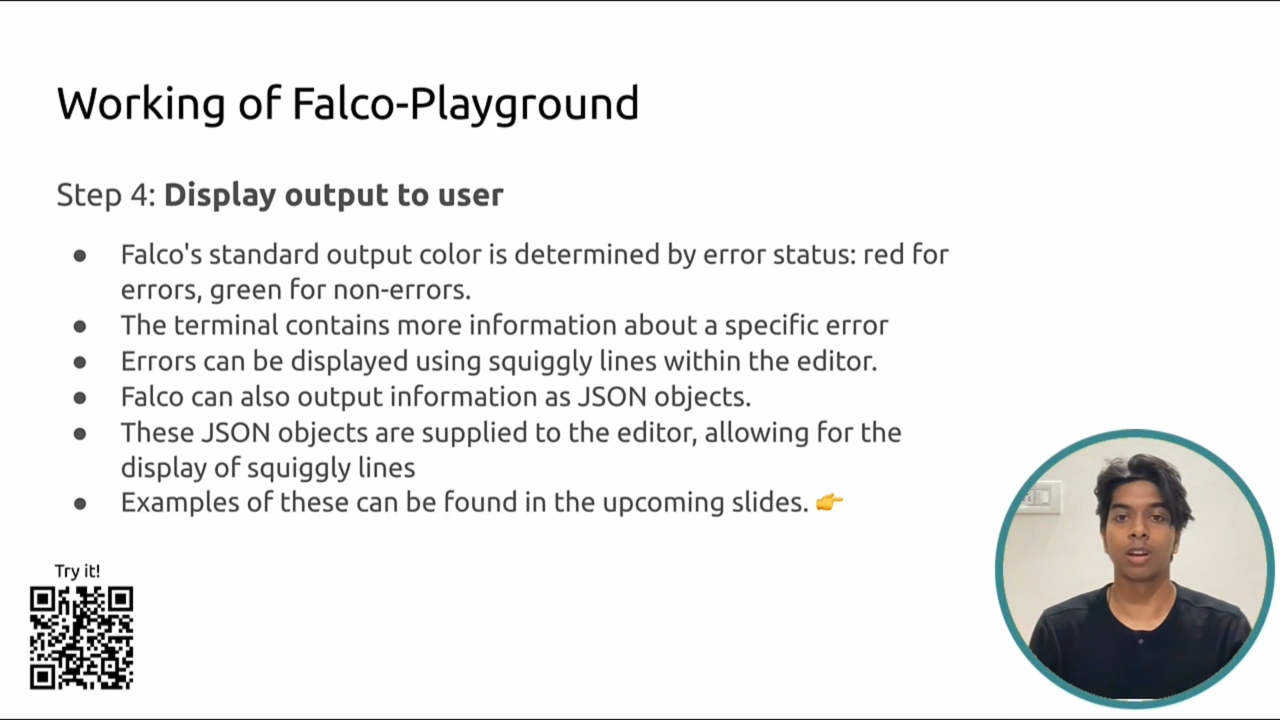 Working of Falco-Playground
Step 4: Display output to user
● Falco's standard output color is determined by error status: red for
errors, green for non-errors.
● The terminal contains more information about a specific error
● Errors can be displayed using squiggly lines within the editor.
● Falco can also output information as JSON objects.
● These JSON objects are supplied to the editor, allowing for the
display of squiggly lines
● Examples of these can be found in the upcoming slides. 👉
Try it!